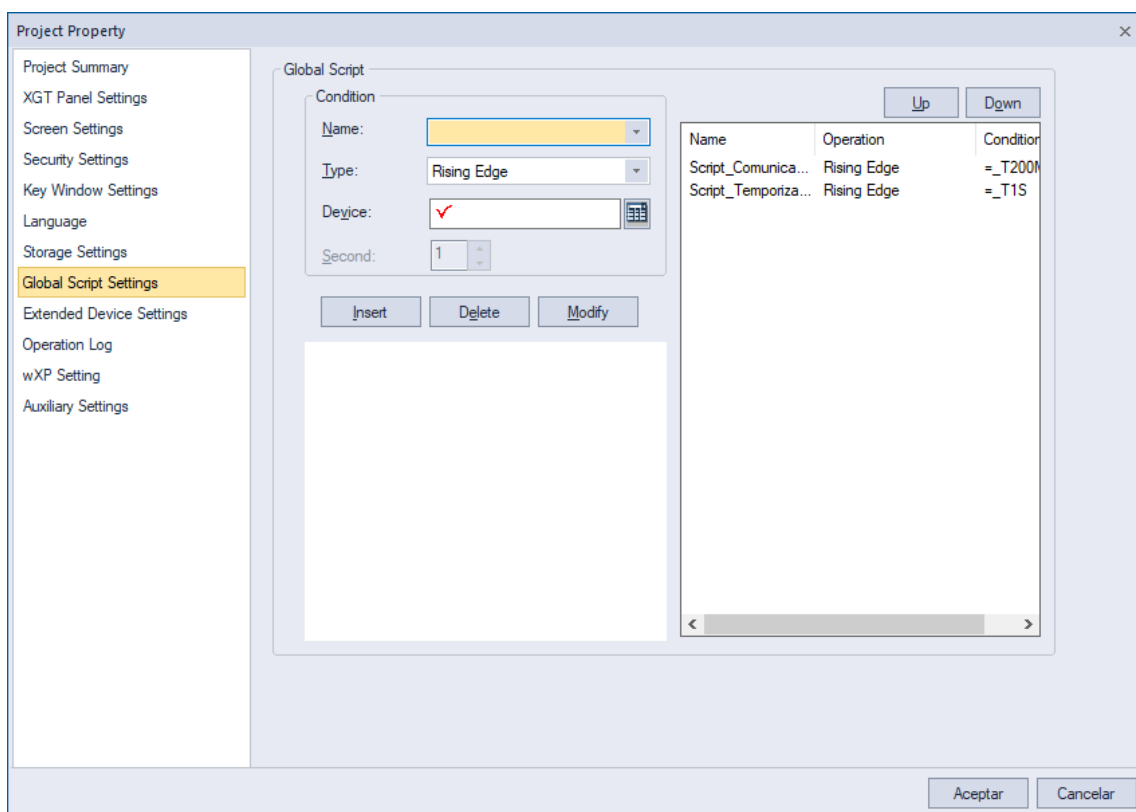 Project Property
Project Summary
XGT Panel Settings
Screen Settings
Security Settings
Key Window Settings
Language
Storage Settings
Global Script Settings
Extended Device Settings
Operation Log
wXP Setting
Auxiliary Settings
Global Script
Condition
Name:
Type: Rising Edge
Device:
Second: 1
Insert Delete Modify
Up Down
Name Operation Condition
Script_Comunica... Rising Edge =_T200M
Script_Temporiza... Rising Edge =_T1S
Aceptar Cancelar